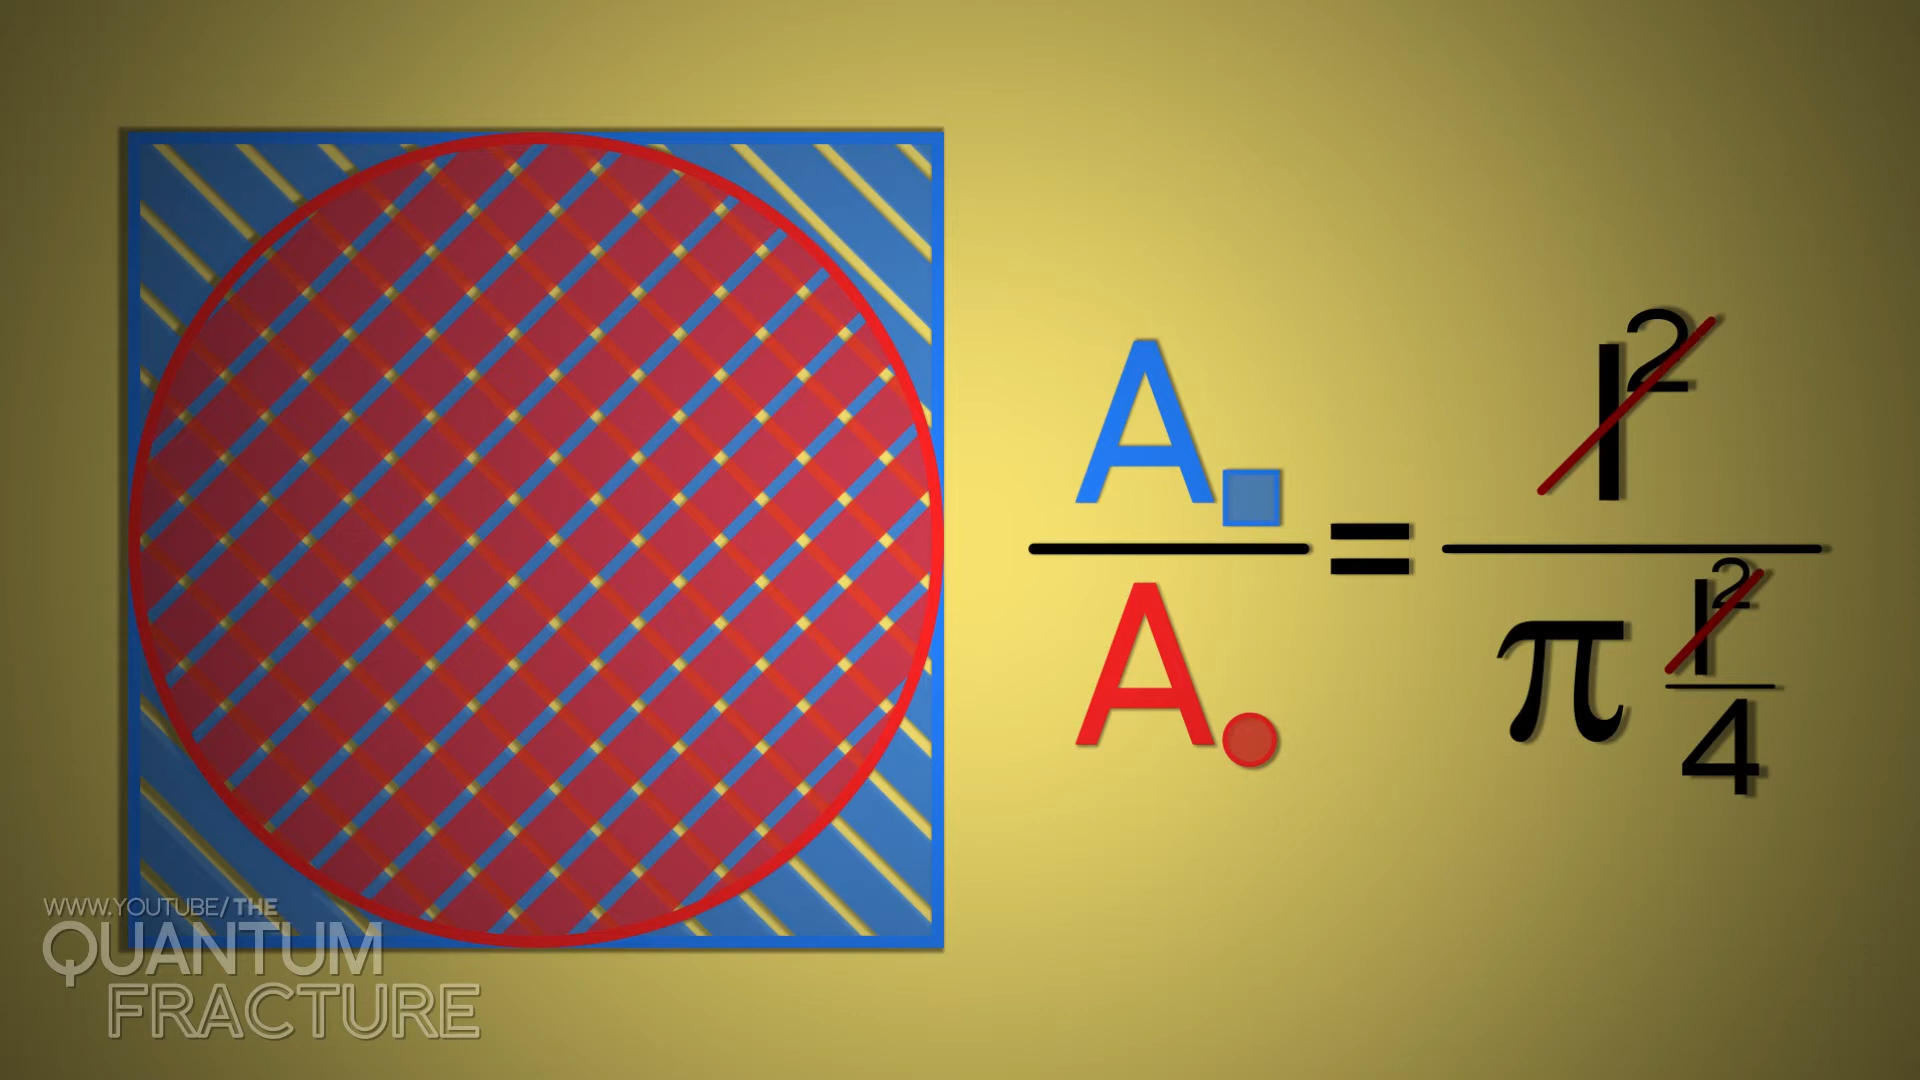 A■ / A● = l² / π l²/4
WWW.YOUTUBE/THE
QUANTUM
FRACTURE